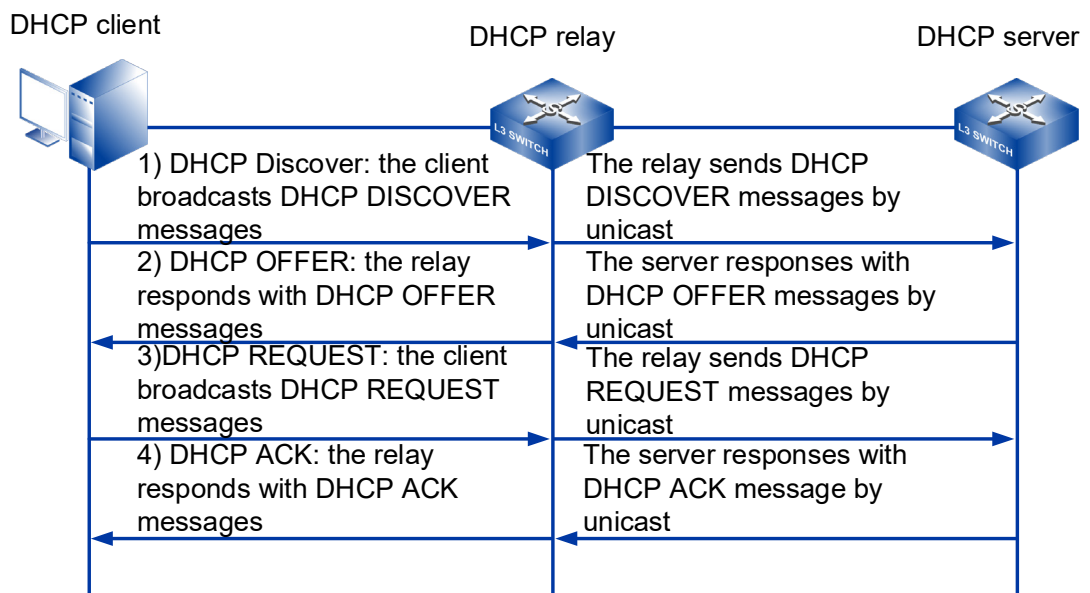 DHCP client
DHCP relay
DHCP server
L3 SWITCH
L3 SWITCH
1) DHCP Discover: the client
broadcasts DHCP DISCOVER
messages
The relay sends DHCP
DISCOVER messages by
unicast
2) DHCP OFFER: the relay
responds with DHCP OFFER
messages
The server responses with
DHCP OFFER messages by
unicast
3)DHCP REQUEST: the client
broadcasts DHCP REQUEST
messages
The relay sends DHCP
REQUEST messages by
unicast
4) DHCP ACK: the relay
responds with DHCP ACK
messages
The server responses with
DHCP ACK message by
unicast